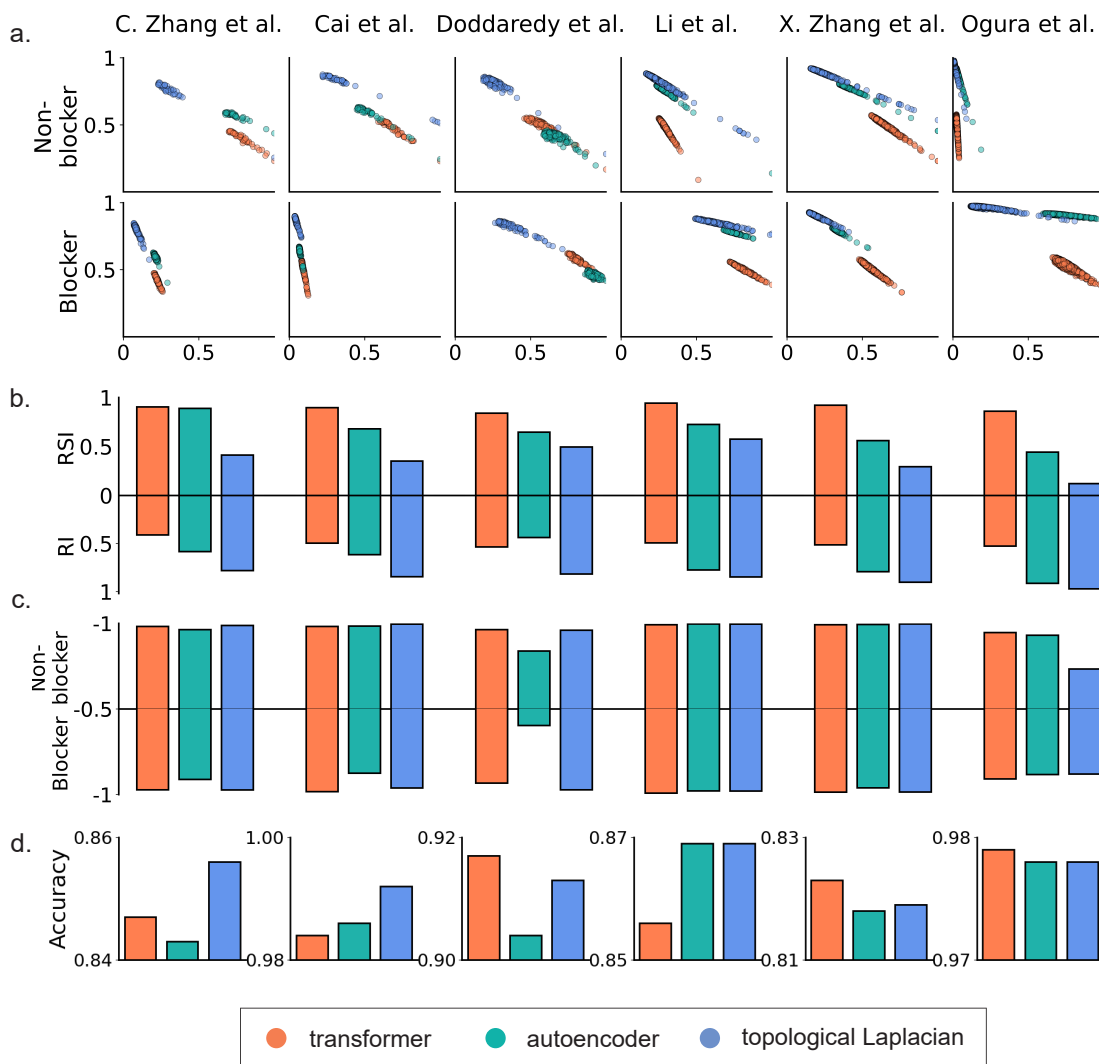 a.
C. Zhang et al. Cai et al. Doddaredy et al. Li et al. X. Zhang et al. Ogura et al.
Non-
blocker
1
0.5
0
Blocker
1
0.5
0 0.5 0 0.5 0 0.5 0 0.5 0 0.5 0 0.5
b.
RSI
RI
1
0.5
0
0.5
1
c.
Non-
Blocker blocker
-1
-0.5
-1
d.
Accuracy
0.86 1.00 0.92 0.87 0.83 0.98
0.84 0.98 0.90 0.85 0.81 0.97
transformer autoencoder topological Laplacian